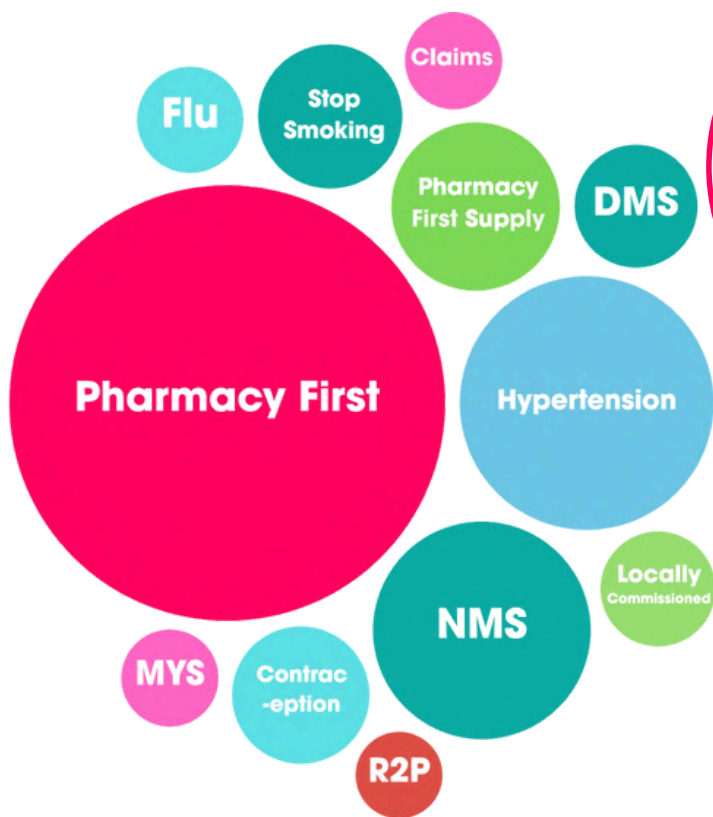 Claims
Flu
Stop
Smoking
Pharmacy
First Supply
DMS
Pharmacy First
Hypertension
Locally
Commissioned
NMS
MYS
Contrac
-eption
R2P